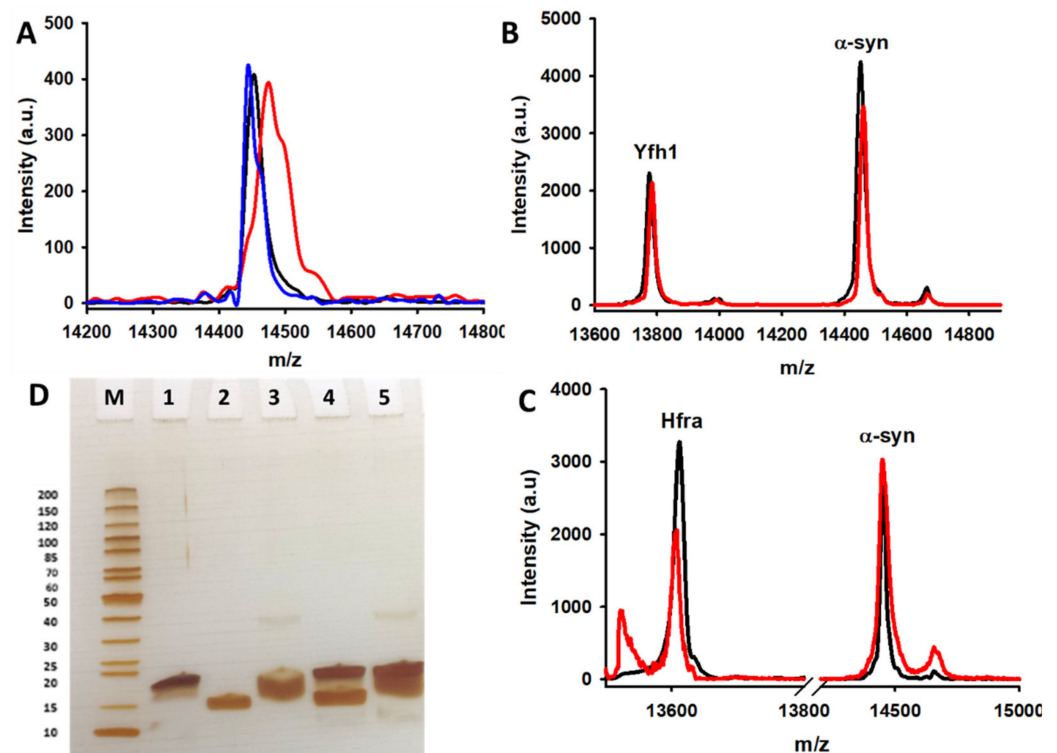 A
500
400
300
200
100
0
Intensity (a.u.)
14200 14300 14400 14500 14600 14700 14800
m/z
B
5000
4000
3000
2000
1000
0
Intensity (a.u.)
Yfh1
α-syn
13600 13800 14000 14200 14400 14600 14800
m/z
D
M 1 2 3 4 5
200
150
120
100
85
70
60
50
40
30
25
20
15
10
C
4000
3000
2000
1000
0
Intensity (a.u)
Hfra
α-syn
13600 13800 14500 15000
m/z